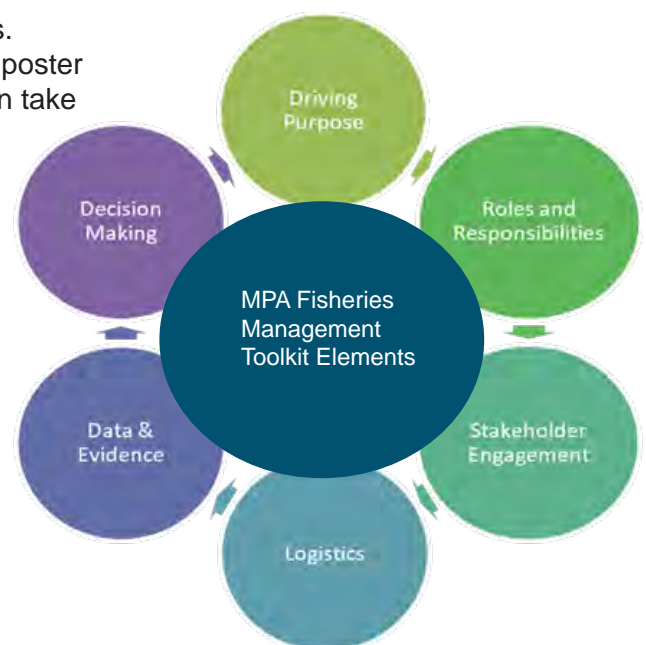 s.
poster
n take
Driving
Purpose
Roles and
Responsibilities
Stakeholder
Engagement
Logistics
Data &
Evidence
Decision
Making
MPA Fisheries
Management
Toolkit Elements